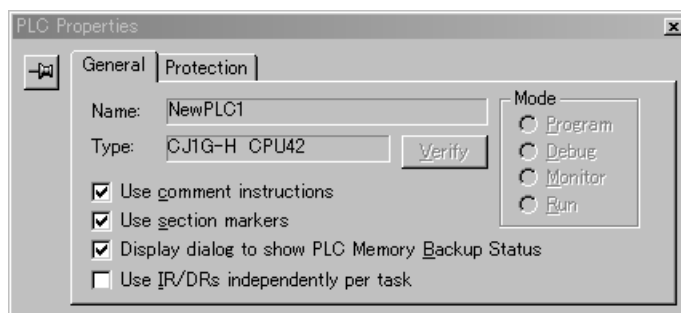 PLC Properties
General Protection
Name: NewPLC1
Type: CJ1G-H CPU42 Verify
Mode
Program
Debug
Monitor
Run
Use comment instructions
Use section markers
Display dialog to show PLC Memory Backup Status
Use IR/DRs independently per task